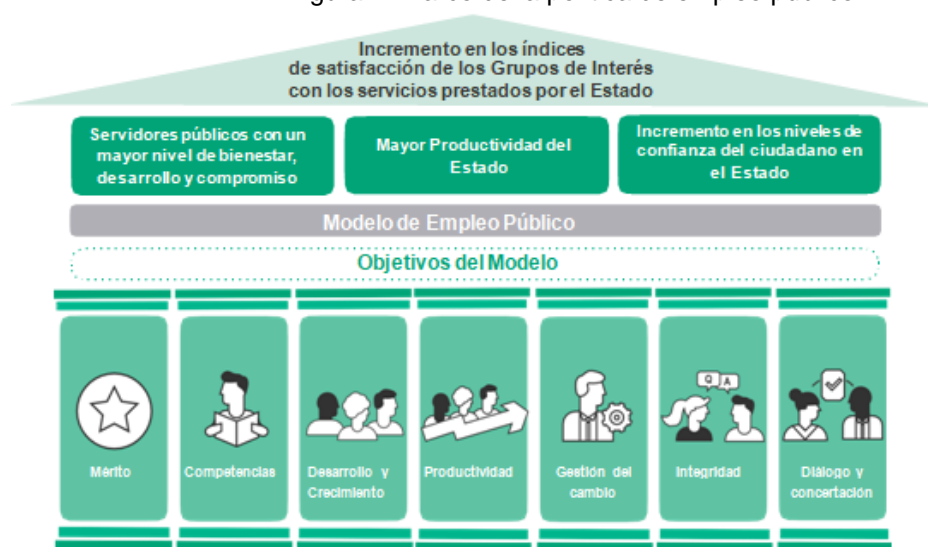 Incremento en los índices
de satisfacción de los Grupos de Interés
con los servicios prestados por el Estado
Servidores públicos con un
mayor nivel de bienestar,
desarrollo y compromiso
Mayor Productividad del
Estado
Incremento en los niveles de
confianza del ciudadano en
el Estado
Modelo de Empleo Público
Objetivos del Modelo
Q A
Mérito
Competencias
Desarrollo y
Crecimiento
Productividad
Gestión del
cambio
Integridad
Diálogo y
concertación